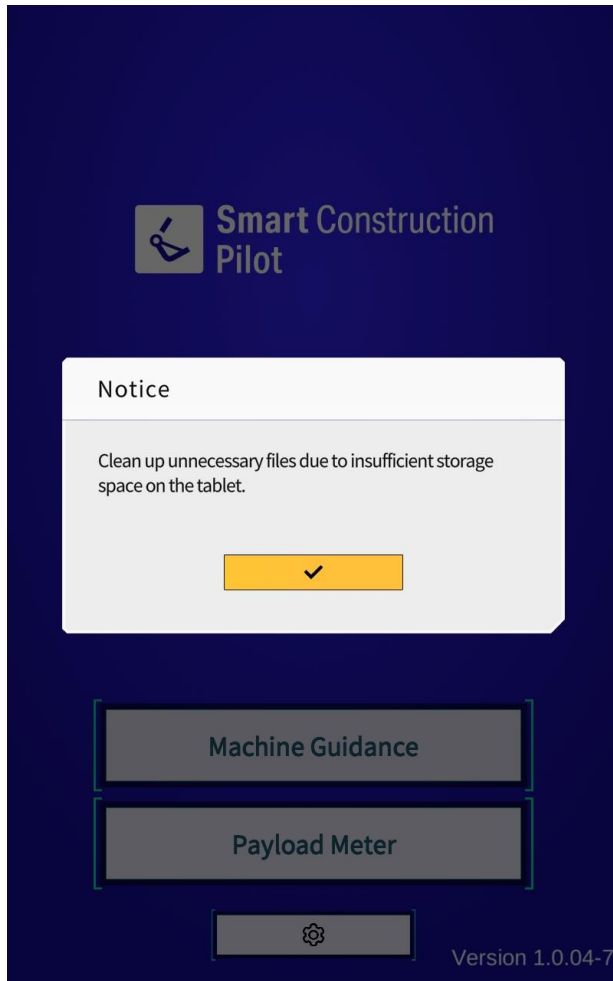 Smart Construction
Pilot
Notice
Clean up unnecessary files due to insufficient storage
space on the tablet.
Machine Guidance
Payload Meter
Version 1.0.04-7